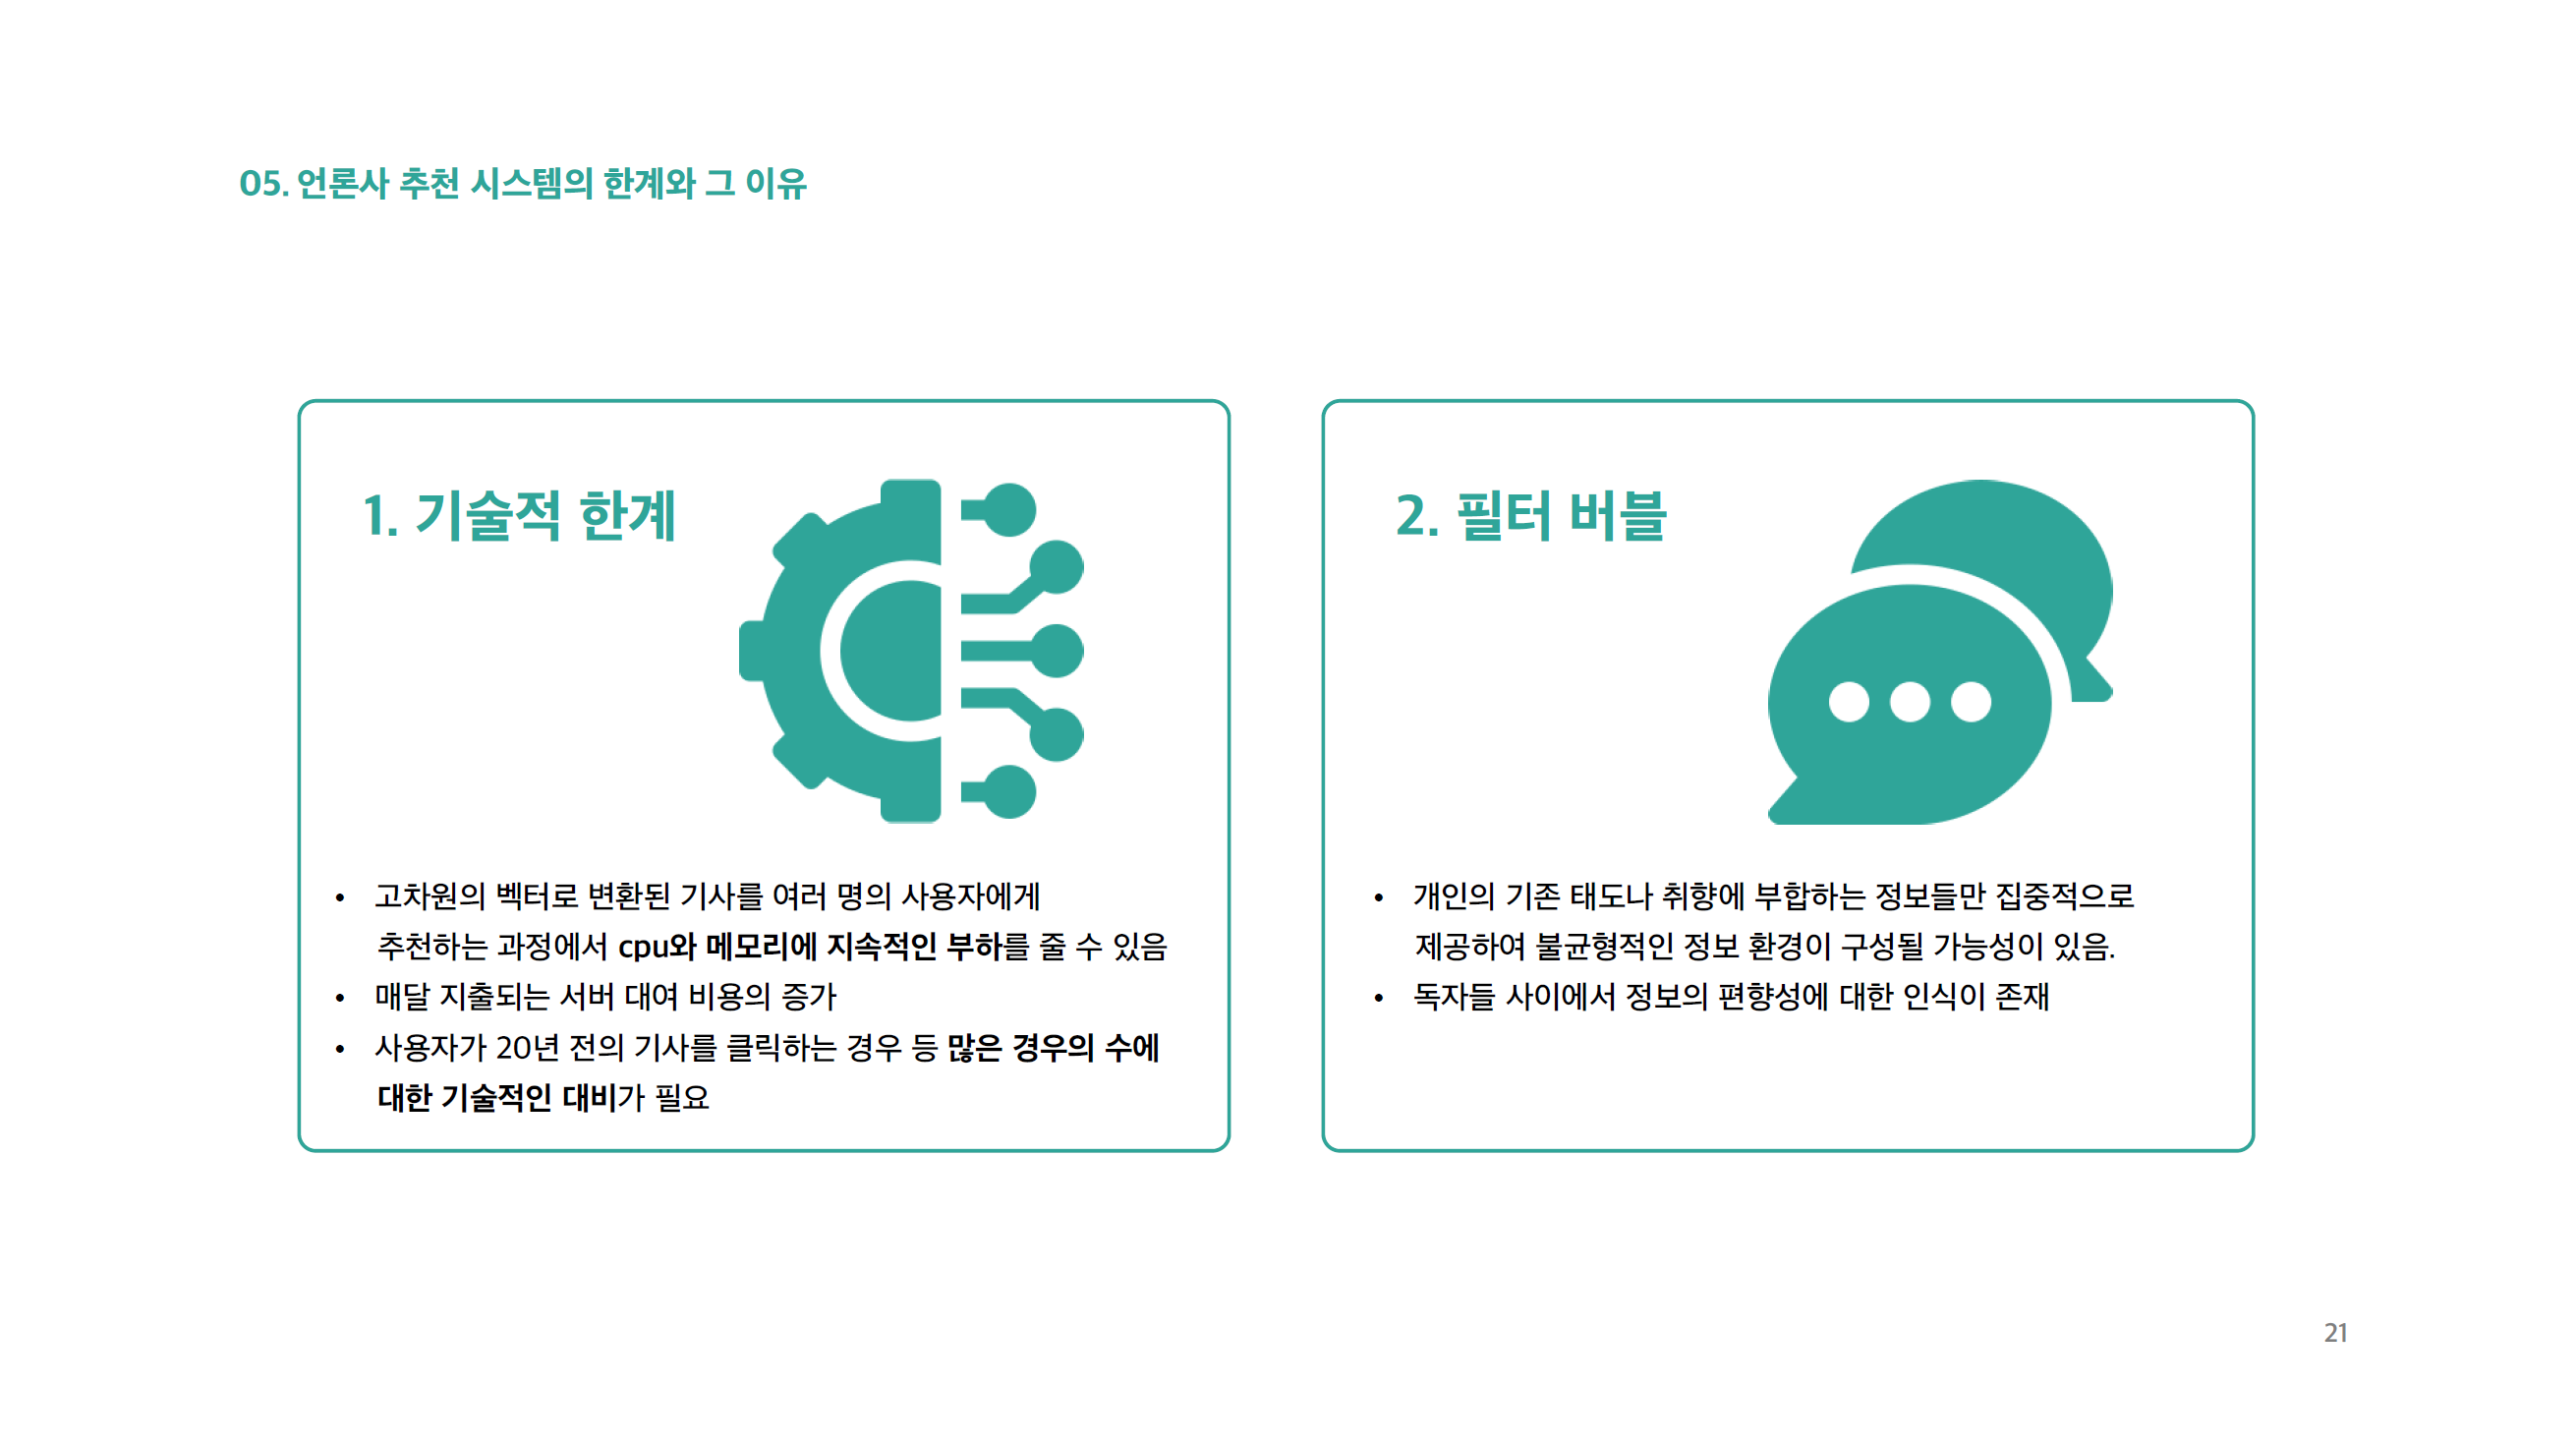 05. 언론사 추천 시스템의 한계와 그 이유
1. 기술적 한계
• 고차원의 벡터로 변환된 기사를 여러 명의 사용자에게
추천하는 과정에서 cpu와 메모리에 지속적인 부하를 줄 수 있음
• 매달 지출되는 서버 대여 비용의 증가
• 사용자가 20년 전의 기사를 클릭하는 경우 등 많은 경우의 수에
대한 기술적인 대비가 필요
2. 필터 버블
• 개인의 기존 태도나 취향에 부합하는 정보들만 집중적으로
제공하여 불균형적인 정보 환경이 구성될 가능성이 있음.
• 독자들 사이에서 정보의 편향성에 대한 인식이 존재
21